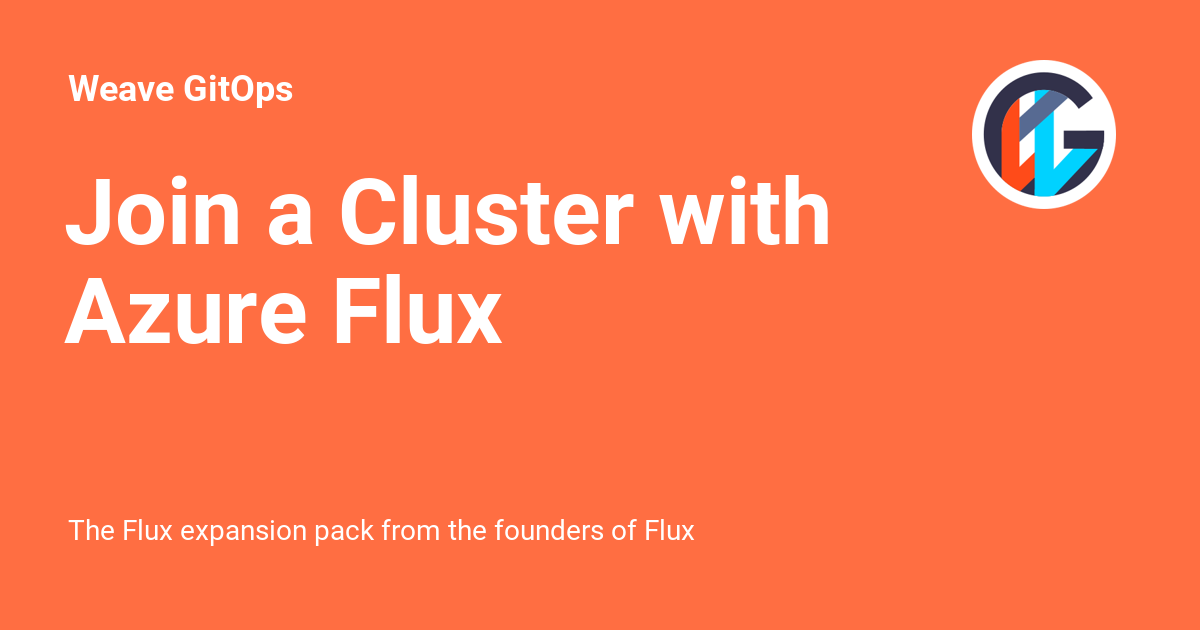 Weave GitOps
Join a Cluster with
Azure Flux
The Flux expansion pack from the founders of Flux